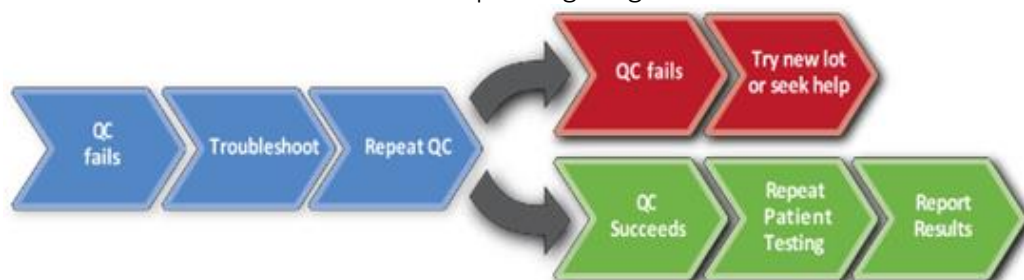 QC fails
Try new lot
or seek help
QC
fails
Troubleshoot
Repeat QC
QC
Succeeds
Repeat
Patient
Testing
Report
Results